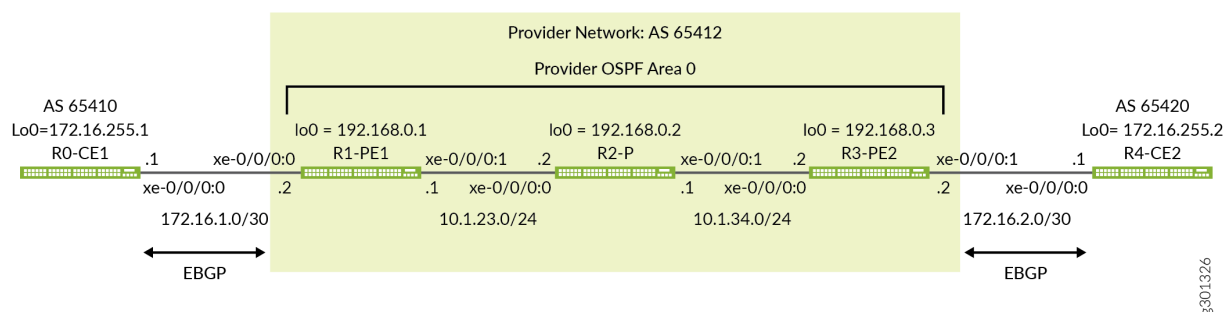 Provider Network: AS 65412
Provider OSPF Area 0
AS 65410
Lo0=172.16.255.1
R0-CE1
lo0 = 192.168.0.1
R1-PE1
lo0 = 192.168.0.2
R2-P
lo0 = 192.168.0.3
R3-PE2
AS 65420
Lo0= 172.16.255.2
R4-CE2
.1
xe-0/0/0:0
xe-0/0/0:1
.2
xe-0/0/0:1
.2
xe-0/0/0:1
.1
xe-0/0/0:0
.2
.1
xe-0/0/0:0
.1
xe-0/0/0:0
.2
xe-0/0/0:0
172.16.1.0/30
10.1.23.0/24
10.1.34.0/24
172.16.2.0/30
EBGP
EBGP
g301326